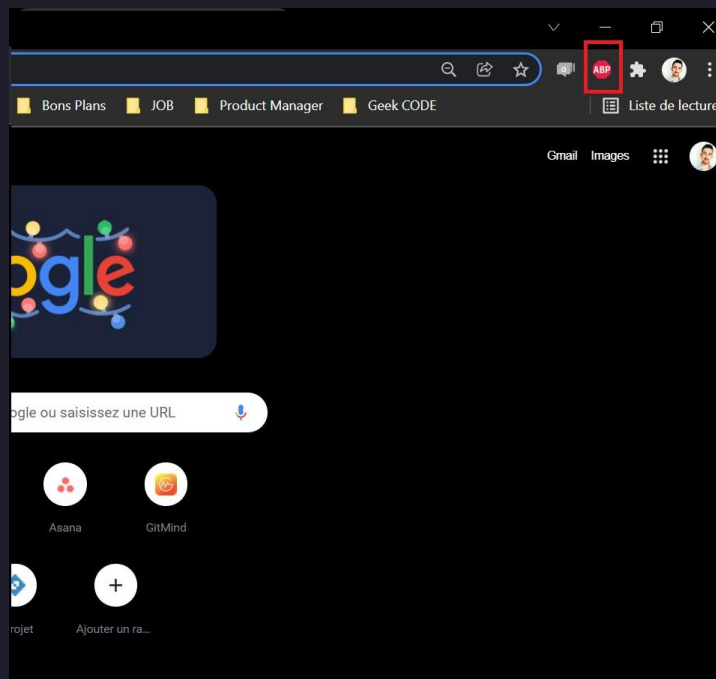 ABP
Bons Plans JOB Product Manager Geek CODE Liste de lecture
Gmail Images
ogle
ogle ou saisissez une URL
Asana GitMind
rojet Ajouter un ra...